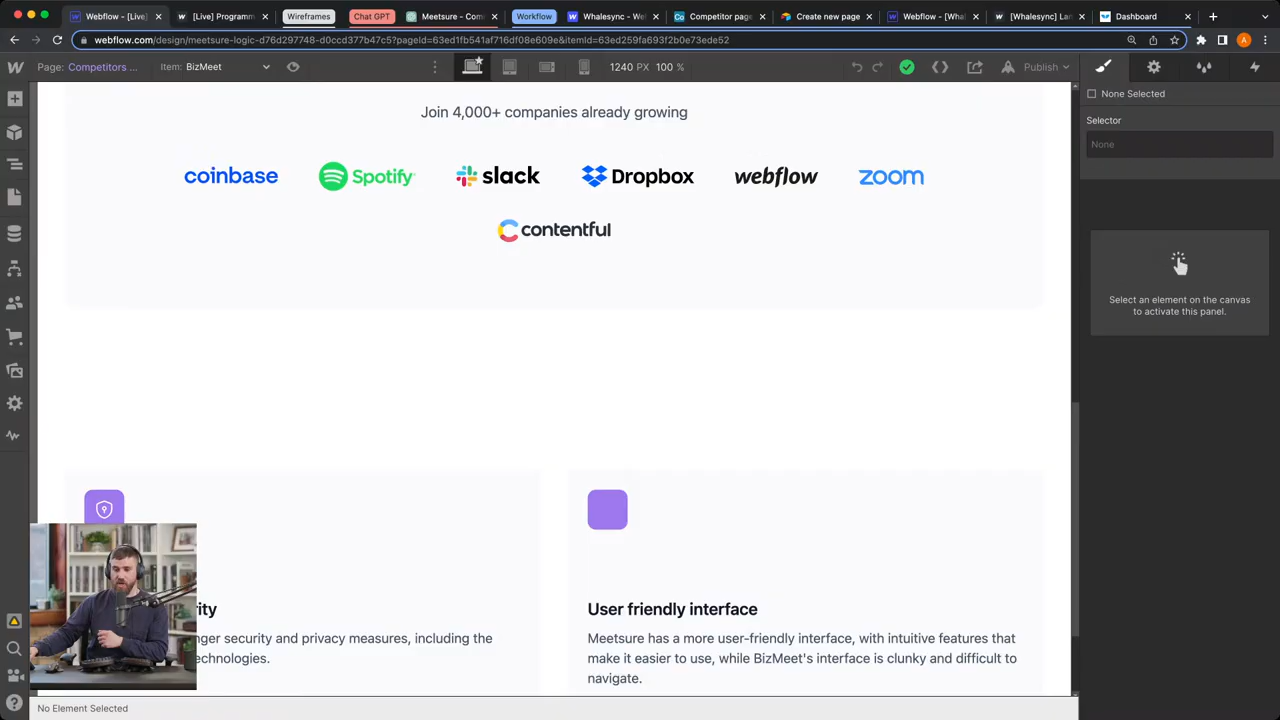 Webflow - [Live]
[Live] Programm
Wireframes
Chat GPT
Meetsure - Com
Workflow
Whalesync - We
Competitor page
Create new page
Webflow - [Wha
[Whalesync] Lan
Dashboard
webflow.com/design/meetsure-logic-d76d297748-d0ccd377b47c5?pageId=63ed1fb541af716df08e609e&itemId=63ed259fa693f2b0e73ede52
A
Page: Competitors ...
Item: BizMeet
1240 PX 100 %
Publish
None Selected
Selector
None
Select an element on the canvas
to activate this panel.
Join 4,000+ companies already growing
coinbase
Spotify
slack
Dropbox
webflow
zoom
contentful
rity
nger security and privacy measures, including the
echnologies.
User friendly interface
Meetsure has a more user-friendly interface, with intuitive features that
make it easier to use, while BizMeet's interface is clunky and difficult to
navigate.
No Element Selected